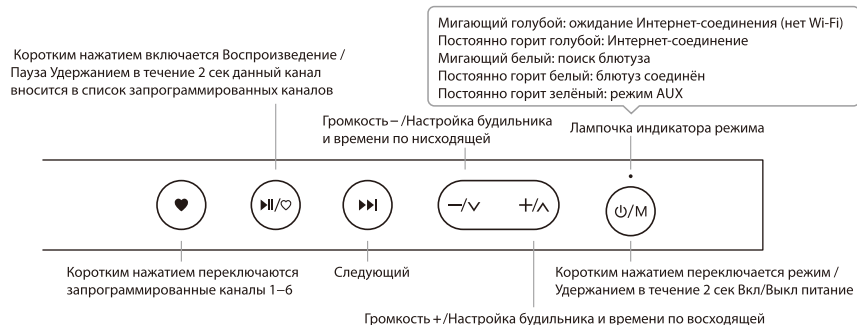 Мигающий голубой: ожидание Интернет-соединения (нет Wi-Fi)
Постоянно горит голубой: Интернет-соединение
Мигающий белый: поиск блютуза
Постоянно горит белый: блютуз соединён
Постоянно горит зелёный: режим AUX
Коротким нажатием включается Воспроизведение /
Пауза Удержанием в течение 2 сек данный канал
вносится в список запрограммированных каналов
Громкость – /Настройка будильника
и времени по нисходящей
Лампочка индикатора режима
/M
Коротким нажатием переключаются
запрограммированные каналы 1–6
Следующий
Коротким нажатием переключается режим /
Удержанием в течение 2 сек Вкл/Выкл питание
Громкость + /Настройка будильника и времени по восходящей